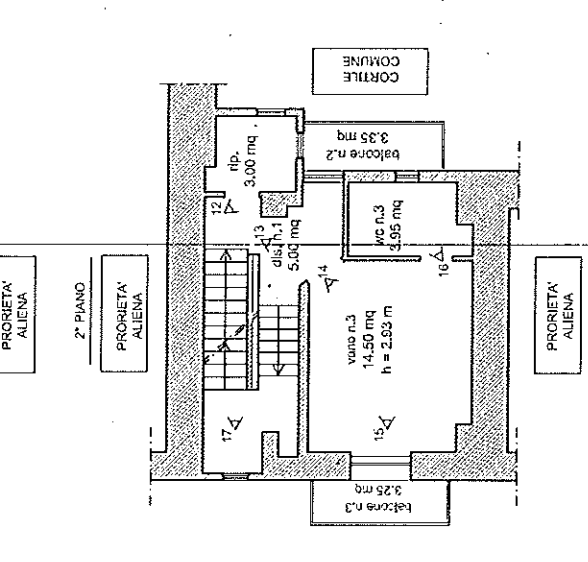 CORTILE
COMUNE
balcone n.2
3.35 mq
rip.
3.00 mq
12
13
dis. n.1
5.00 mq
wc n.3
3.95 mq
14
16
PRORIETA'
ALIENA
2° PIANO
PRORIETA'
ALIENA
vano n.3
14.50 mq
h = 2.93 m
PRORIETA'
ALIENA
17
15
balcone n.3
3.25 mq